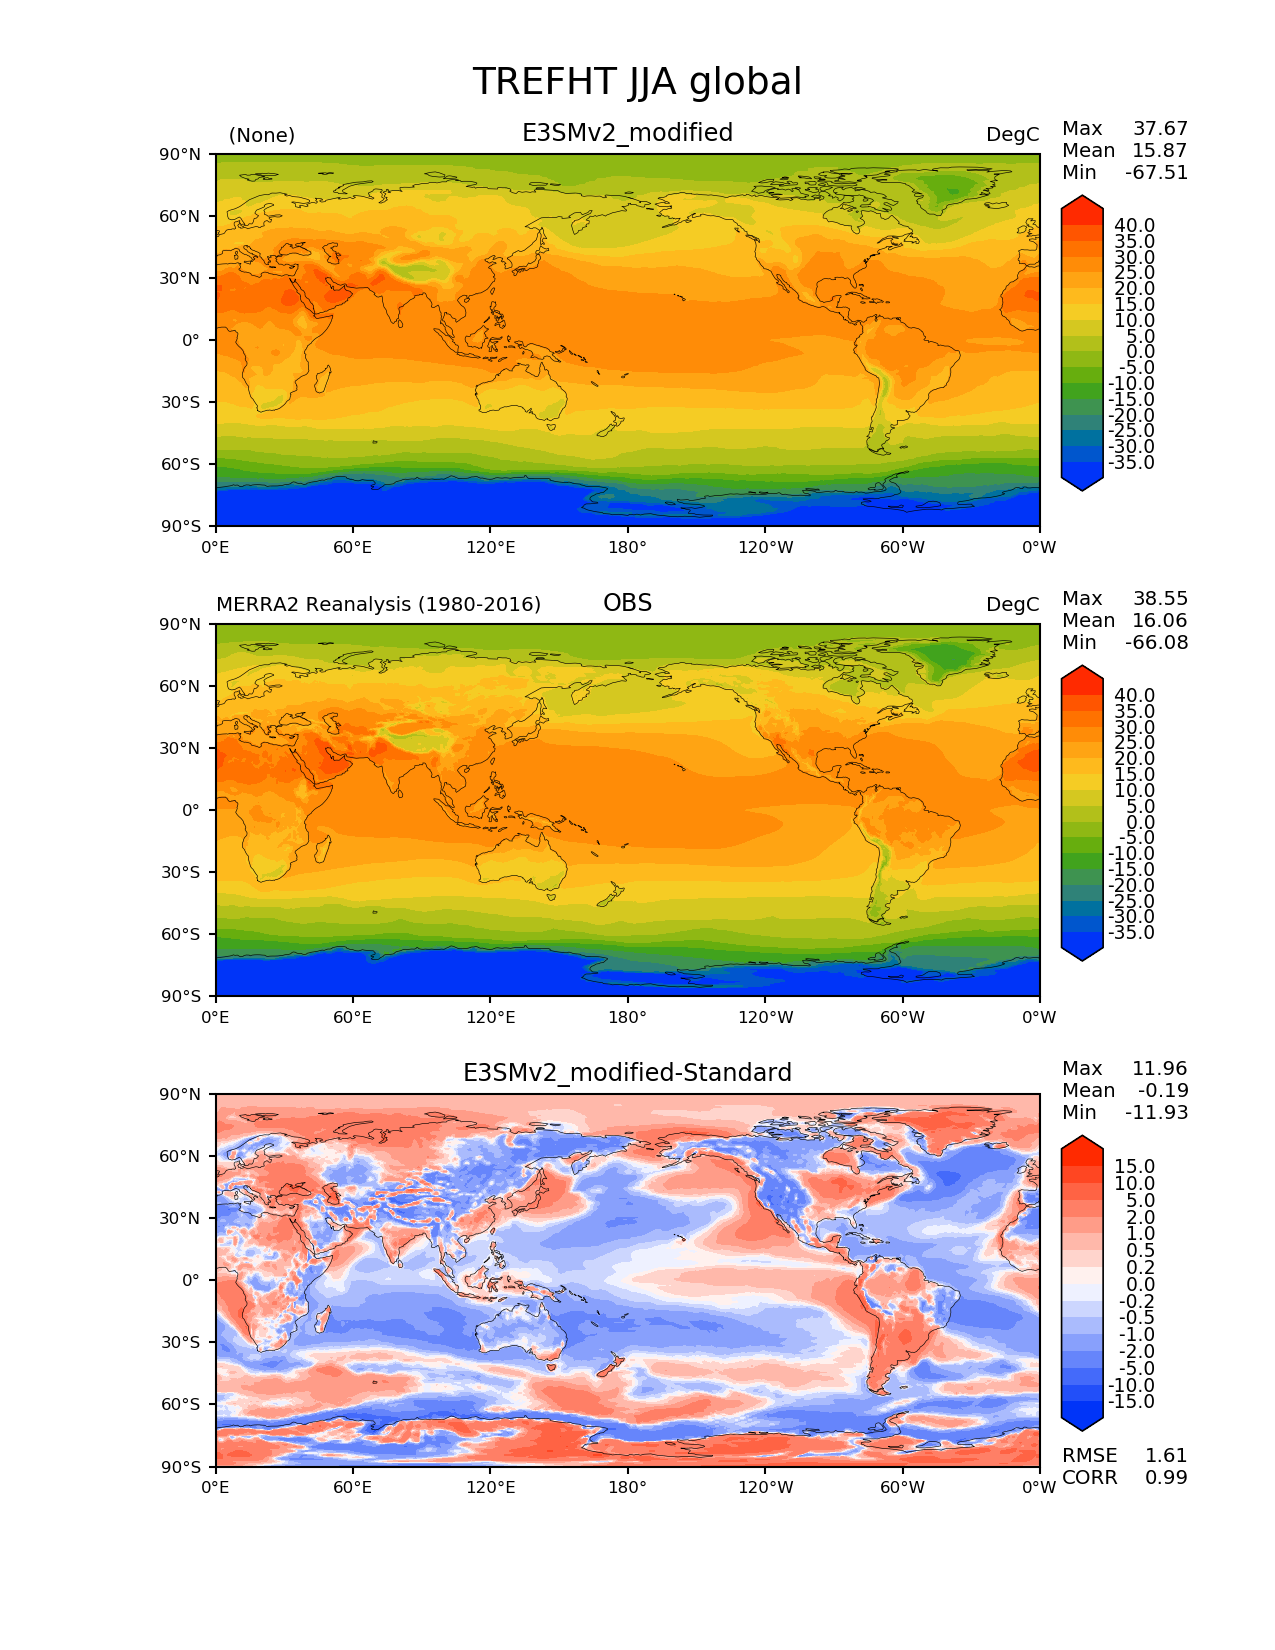 TREFHT JJA global
(None) E3SMv2_modified DegC
Max 37.67
Mean 15.87
Min -67.51
90°N
60°N
30°N
0°
30°S
60°S
90°S
0°E 60°E 120°E 180° 120°W 60°W 0°W
40.0
35.0
30.0
25.0
20.0
15.0
10.0
5.0
0.0
-5.0
-10.0
-15.0
-20.0
-25.0
-30.0
-35.0
MERRA2 Reanalysis (1980-2016) OBS DegC
Max 38.55
Mean 16.06
Min -66.08
90°N
60°N
30°N
0°
30°S
60°S
90°S
0°E 60°E 120°E 180° 120°W 60°W 0°W
40.0
35.0
30.0
25.0
20.0
15.0
10.0
5.0
0.0
-5.0
-10.0
-15.0
-20.0
-25.0
-30.0
-35.0
E3SMv2_modified-Standard
Max 11.96
Mean -0.19
Min -11.93
90°N
60°N
30°N
0°
30°S
60°S
90°S
0°E 60°E 120°E 180° 120°W 60°W 0°W
15.0
10.0
5.0
2.0
1.0
0.5
0.2
0.0
-0.2
-0.5
-1.0
-2.0
-5.0
-10.0
-15.0
RMSE 1.61
CORR 0.99